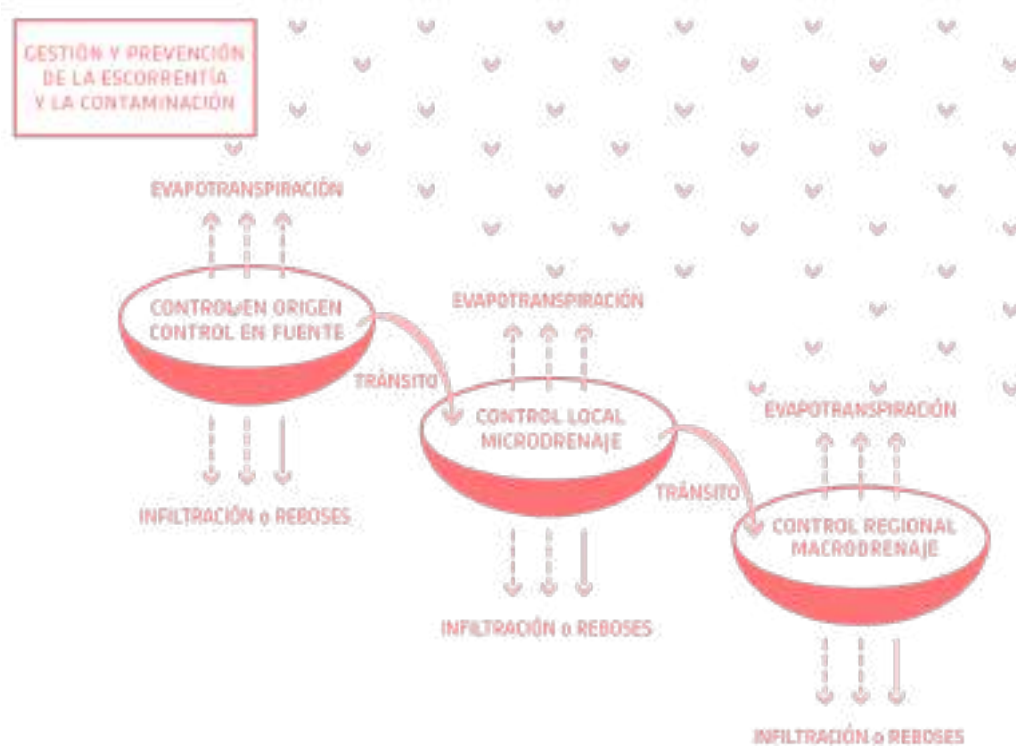 GESTIÓN Y PREVENCIÓN
DE LA ESCORRENTÍA
Y LA CONTAMINACIÓN
EVAPOTRANSPIRACIÓN
CONTROL EN ORIGEN
CONTROL EN FUENTE
TRÁNSITO
INFILTRACIÓN o REBOSES
EVAPOTRANSPIRACIÓN
CONTROL LOCAL
MICRODRENAJE
TRÁNSITO
INFILTRACIÓN o REBOSES
EVAPOTRANSPIRACIÓN
CONTROL REGIONAL
MACRODRENAJE
INFILTRACIÓN o REBOSES